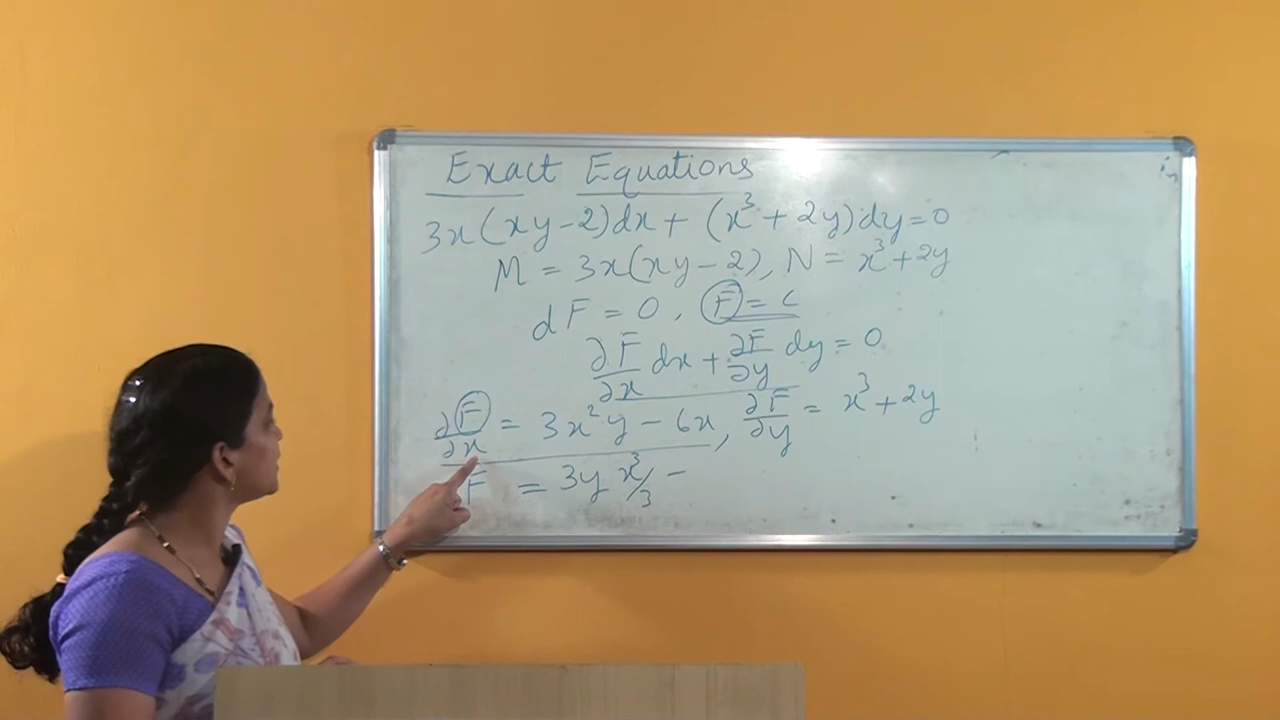 Exact Equations
3x(xy-2)dx + (x³ + 2y)dy=0
M = 3x(xy-2), N = x³+2y
dF = 0, F = c
∂F/∂x dx + ∂F/∂y dy = 0
∂F/∂x = 3x²y - 6x, ∂F/∂y = x³+2y
F = 3y x³/3 -
in